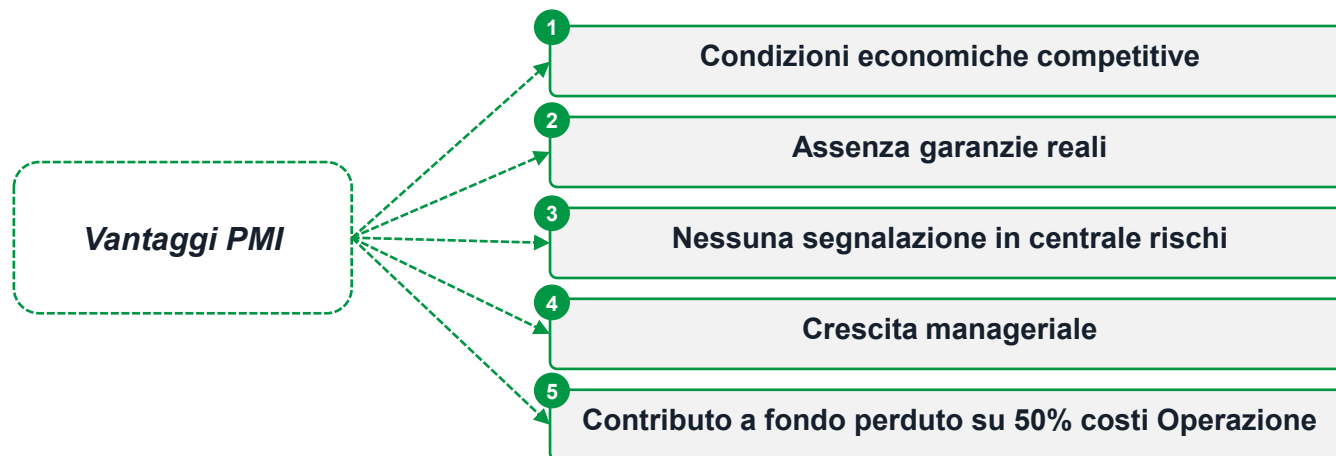 Vantaggi PMI
1
Condizioni economiche competitive
2
Assenza garanzie reali
3
Nessuna segnalazione in centrale rischi
4
Crescita manageriale
5
Contributo a fondo perduto su 50% costi Operazione